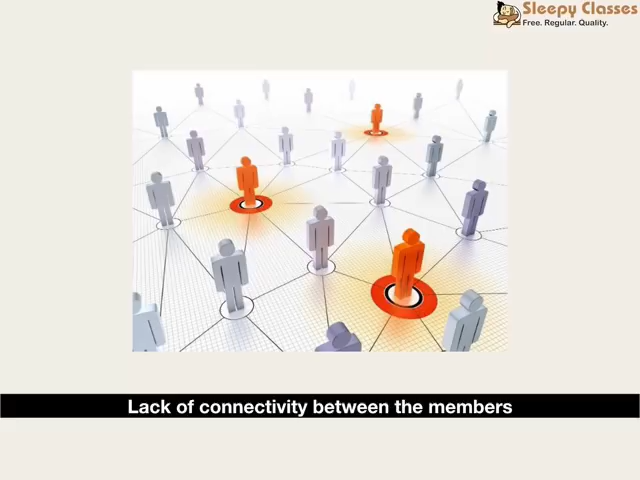 Sleepy Classes
Free. Regular. Quality.
Lack of connectivity between the members